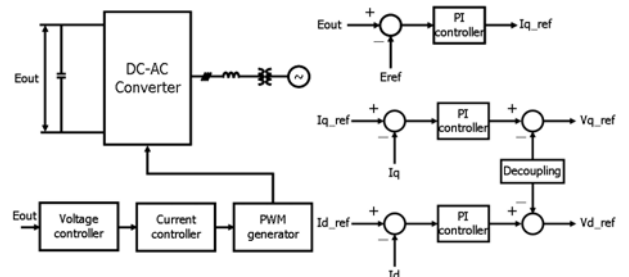 Eout
DC-AC
Converter
~
Eout
Voltage
controller
Current
controller
PWM
generator
Eout
+
−
Eref
PI
controller
Iq_ref
Iq_ref
+
−
Iq
PI
controller
+
−
Vq_ref
Decoupling
Id_ref
+
−
Id
PI
controller
+
−
Vd_ref